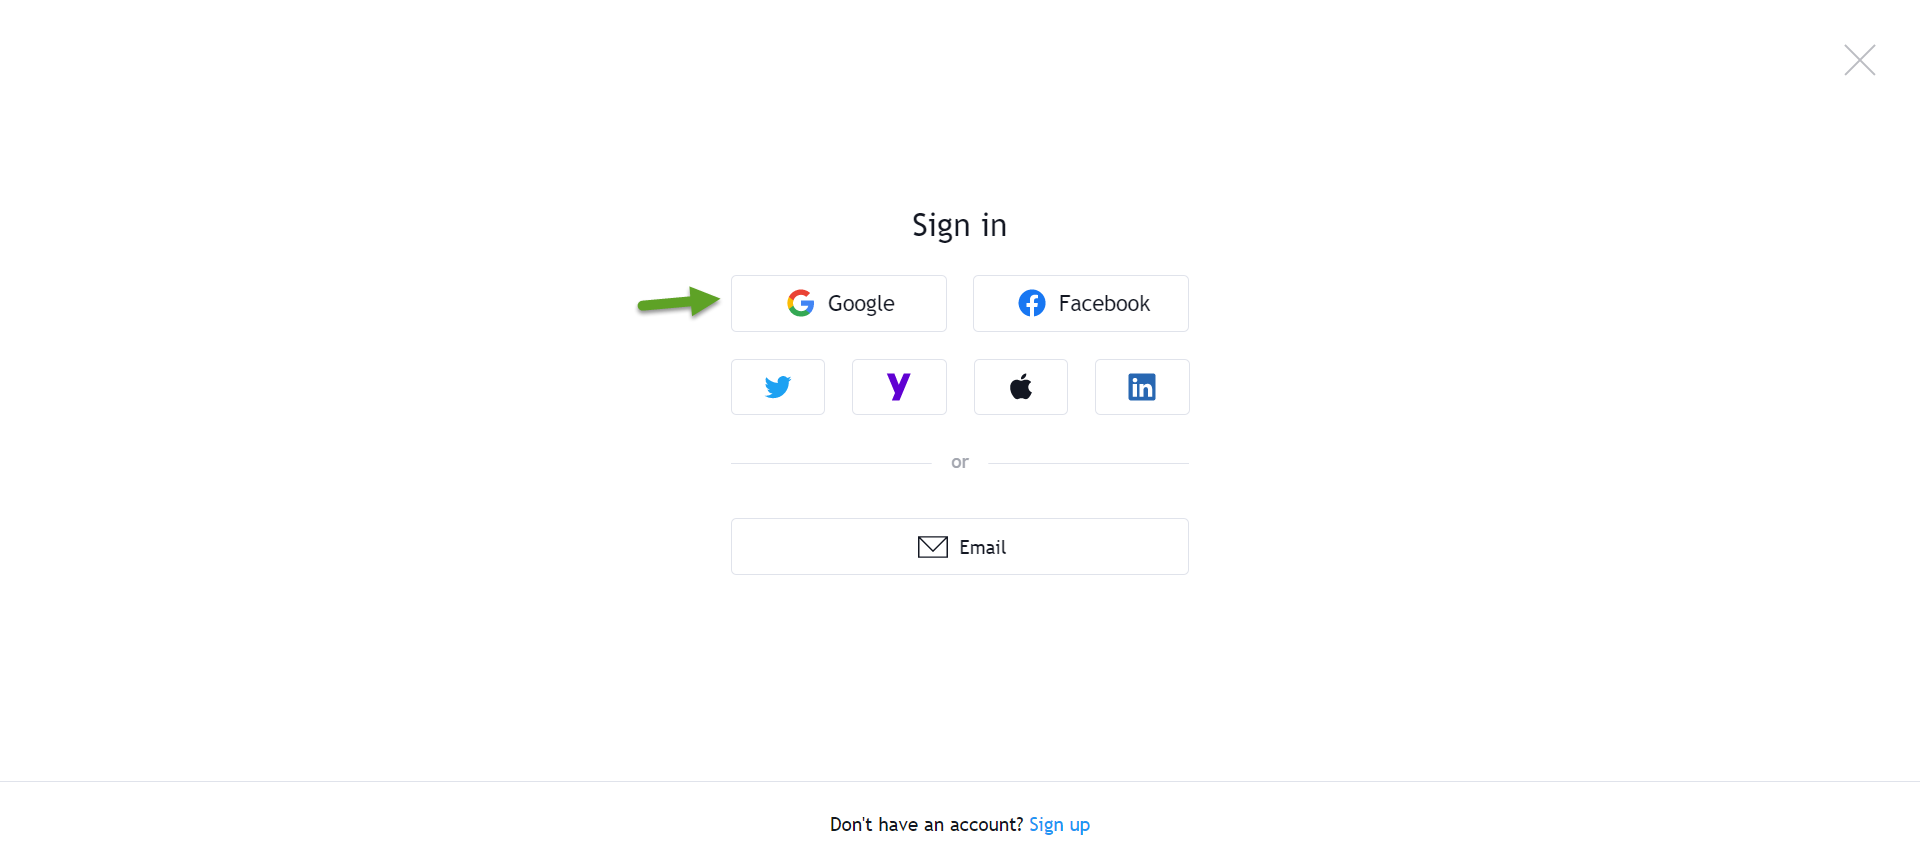 Sign in
Google
Facebook
or
Email
Don't have an account? Sign up